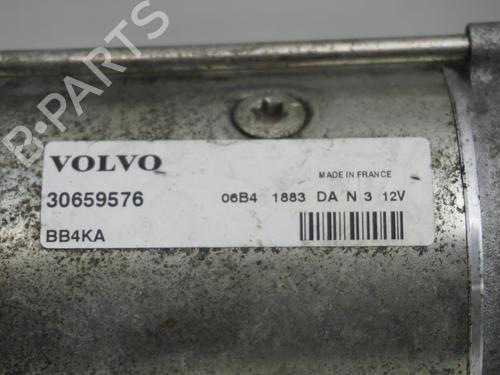 B-PARTS
VOLVO
MADE IN FRANCE
30659576 06B4 1883 DA N 3 12V
BB4KA